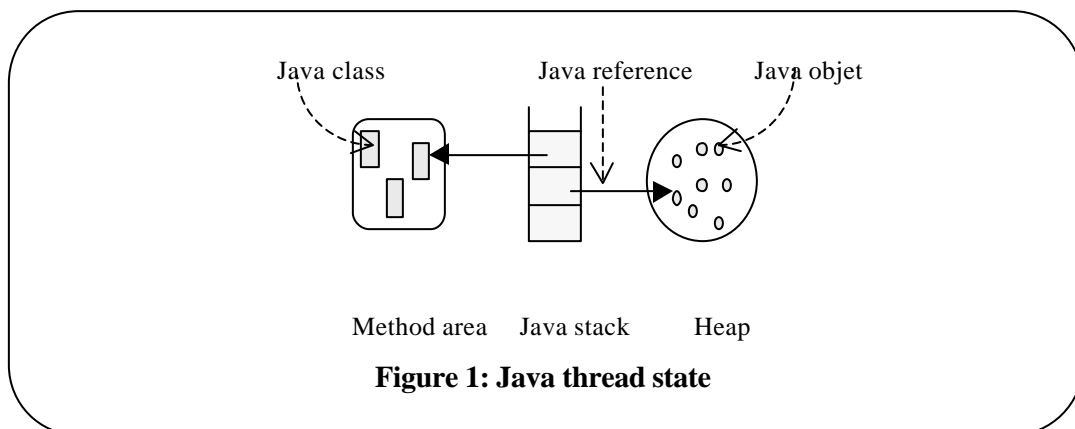 Java class Java reference Java objet
Method area Java stack Heap
Figure 1: Java thread state